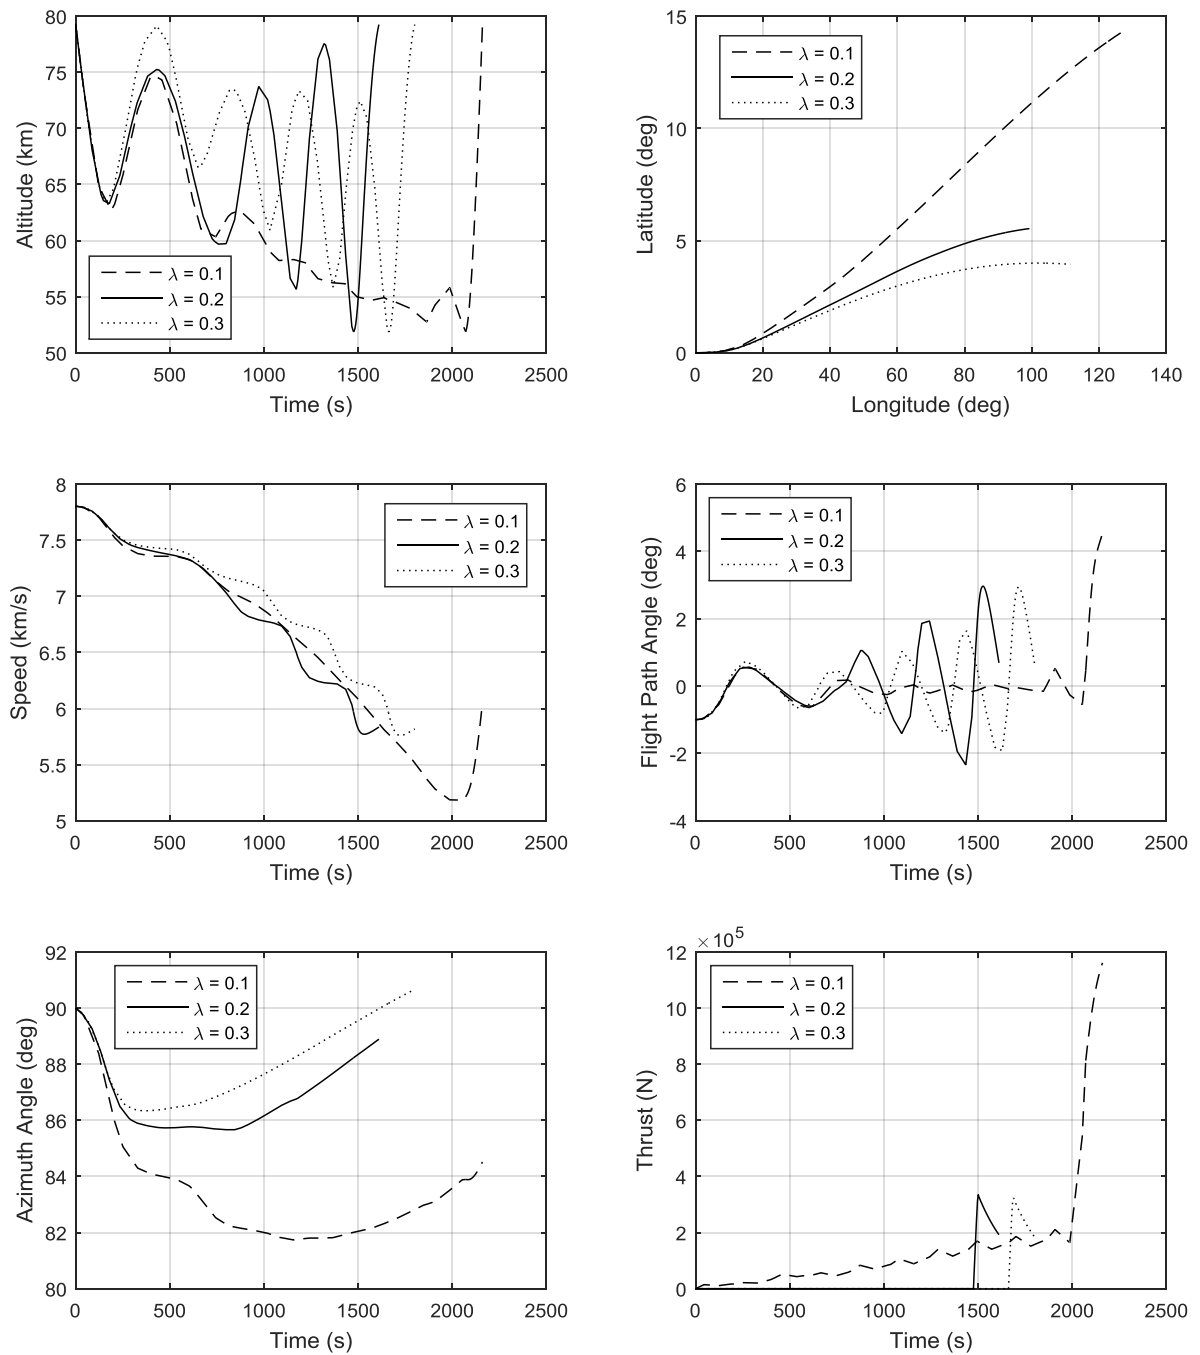 80
75
70
65
60
55
50
Altitude (km)
λ = 0.1
λ = 0.2
λ = 0.3
0 500 1000 1500 2000 2500
Time (s)
15
10
5
0
Latitude (deg)
λ = 0.1
λ = 0.2
λ = 0.3
0 20 40 60 80 100 120 140
Longitude (deg)
8
7.5
7
6.5
6
5.5
5
Speed (km/s)
λ = 0.1
λ = 0.2
λ = 0.3
0 500 1000 1500 2000 2500
Time (s)
6
4
2
0
-2
-4
Flight Path Angle (deg)
λ = 0.1
λ = 0.2
λ = 0.3
0 500 1000 1500 2000 2500
Time (s)
92
90
88
86
84
82
80
Azimuth Angle (deg)
λ = 0.1
λ = 0.2
λ = 0.3
0 500 1000 1500 2000 2500
Time (s)
×10⁵
12
10
8
6
4
2
0
Thrust (N)
λ = 0.1
λ = 0.2
λ = 0.3
0 500 1000 1500 2000 2500
Time (s)